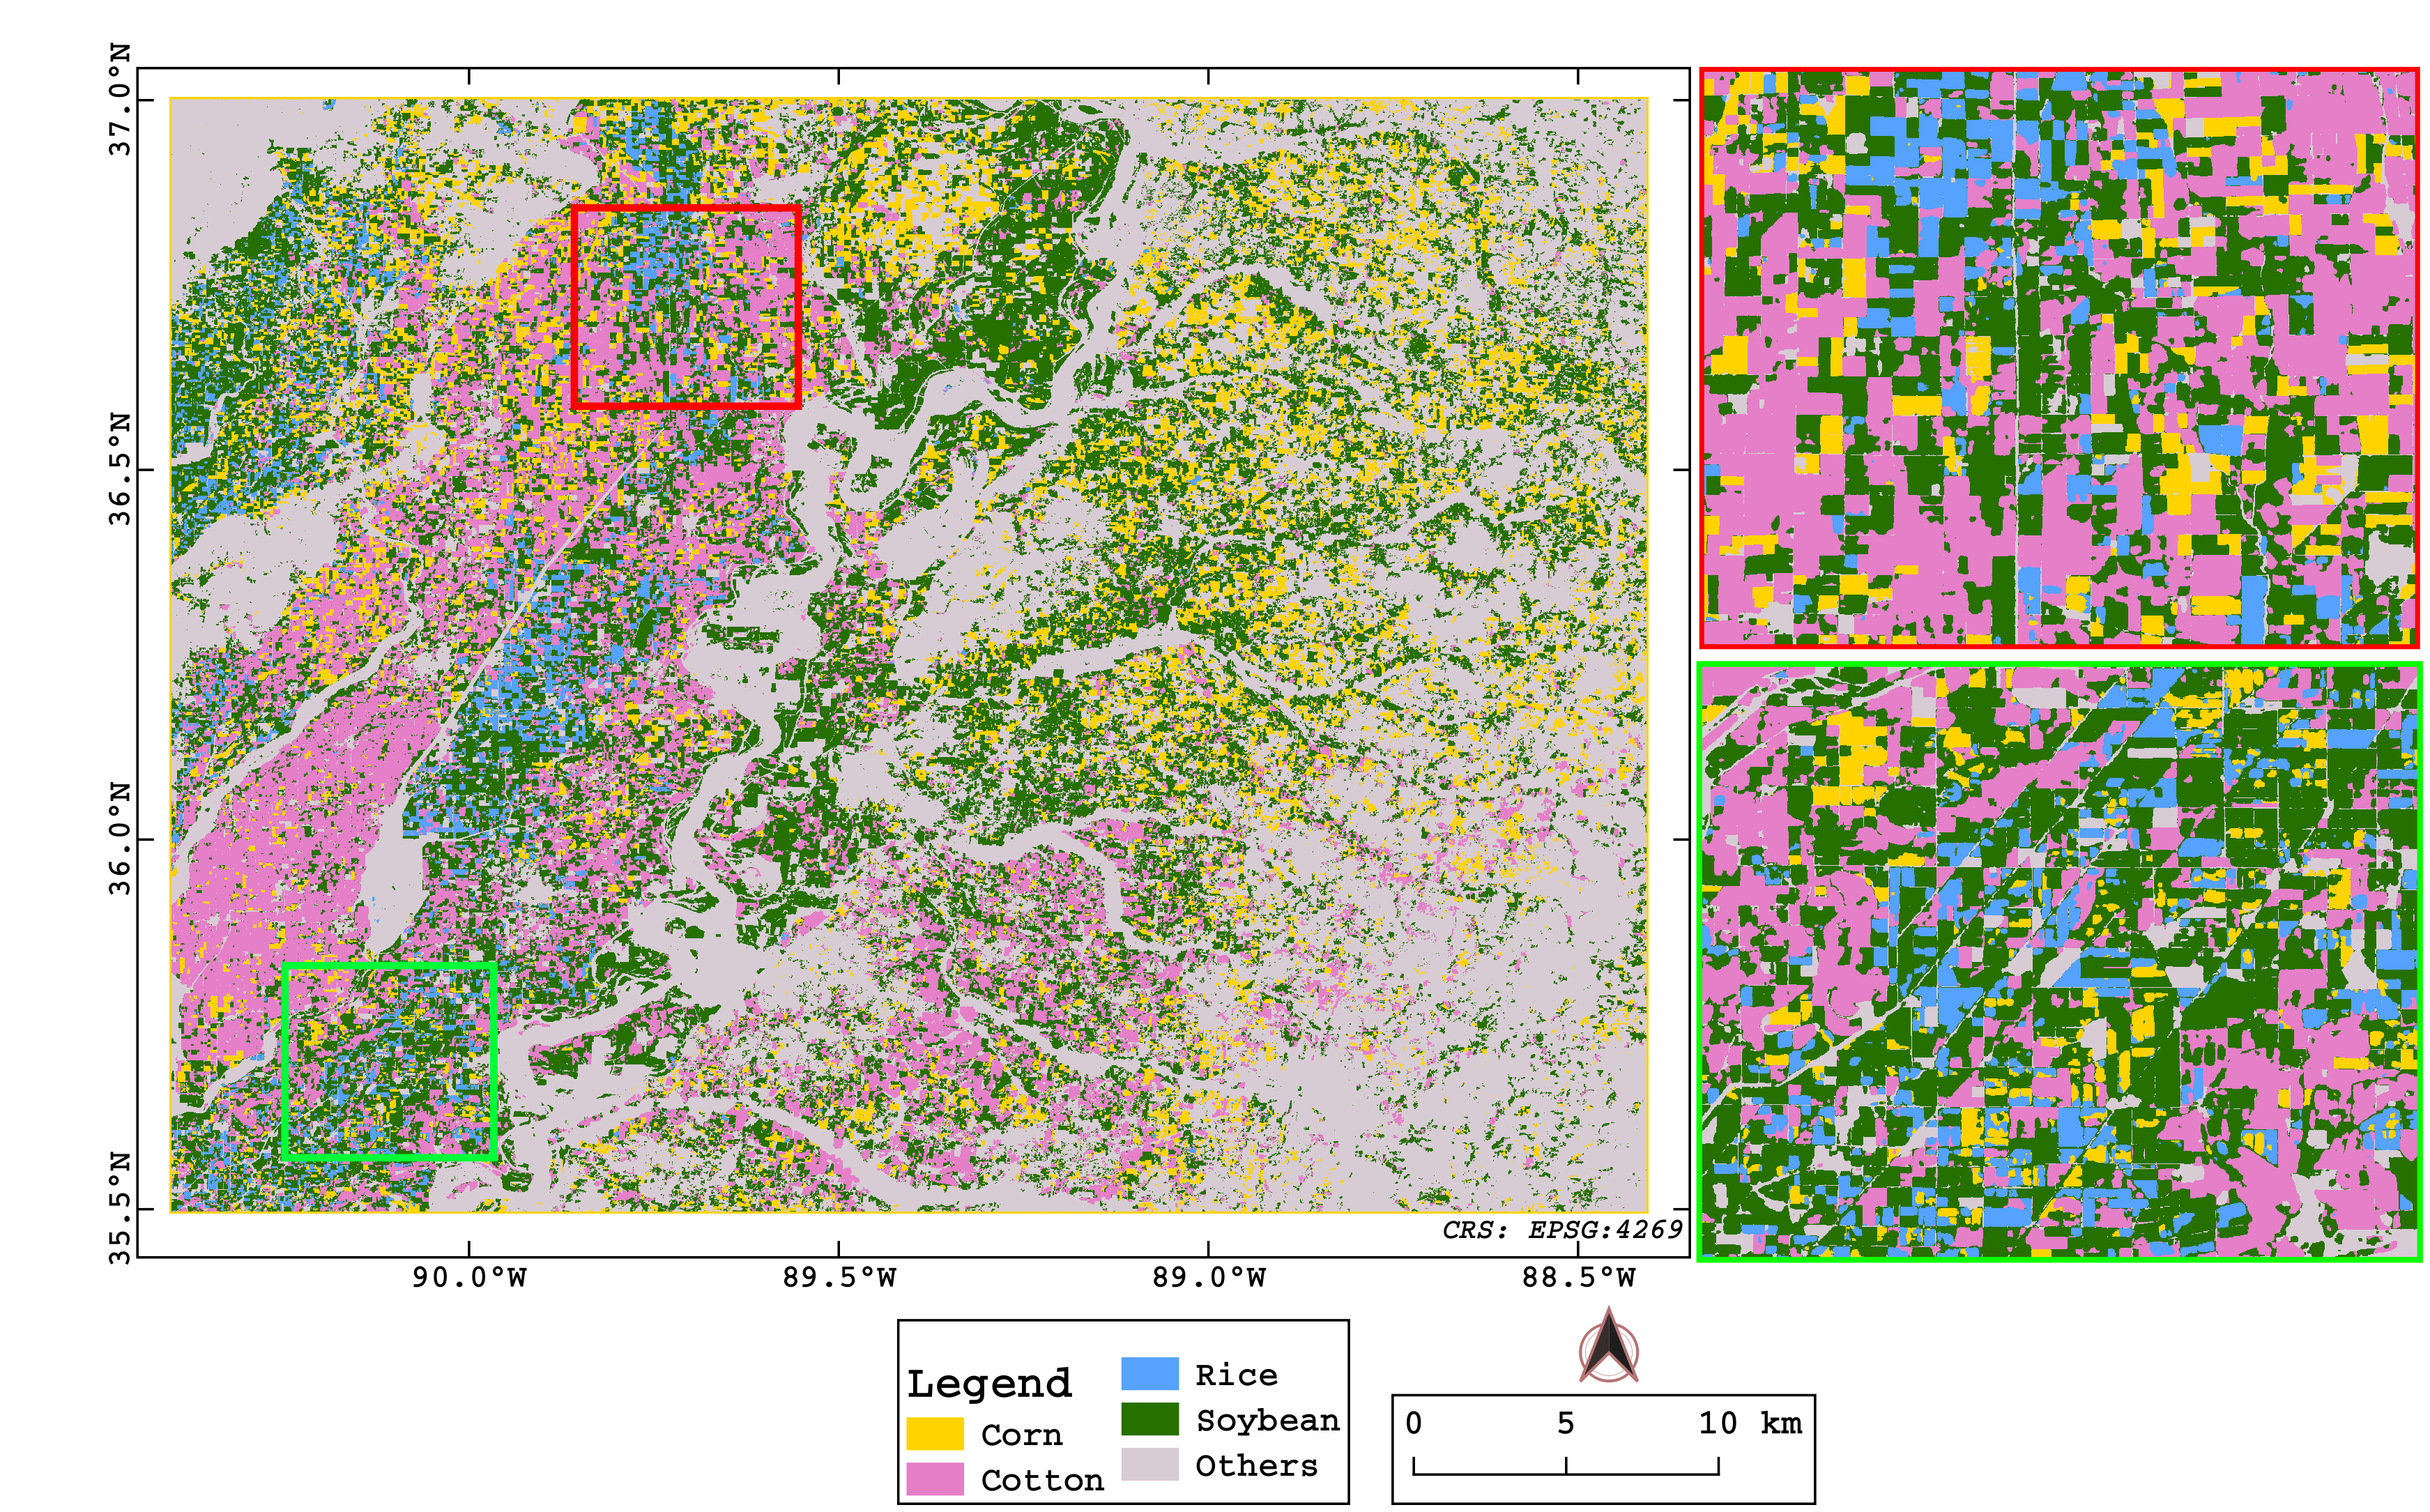 37.0°N
36.5°N
36.0°N
35.5°N
CRS: EPSG:4269
90.0°W 89.5°W 89.0°W 88.5°W
Legend
Corn
Cotton
Rice
Soybean
Others
0 5 10 km